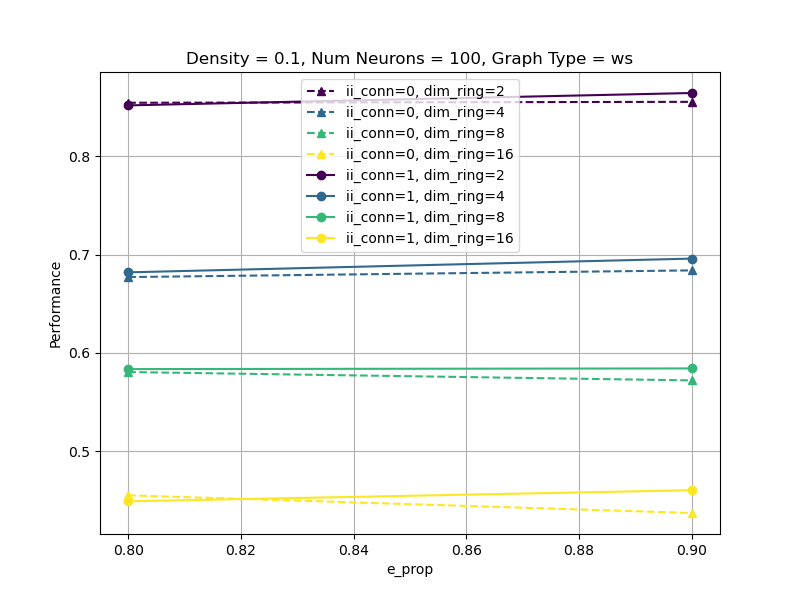 Density = 0.1, Num Neurons = 100, Graph Type = ws
ii_conn=0, dim_ring=2
ii_conn=0, dim_ring=4
ii_conn=0, dim_ring=8
ii_conn=0, dim_ring=16
ii_conn=1, dim_ring=2
ii_conn=1, dim_ring=4
ii_conn=1, dim_ring=8
ii_conn=1, dim_ring=16
Performance
0.8
0.7
0.6
0.5
0.80 0.82 0.84 0.86 0.88 0.90
e_prop